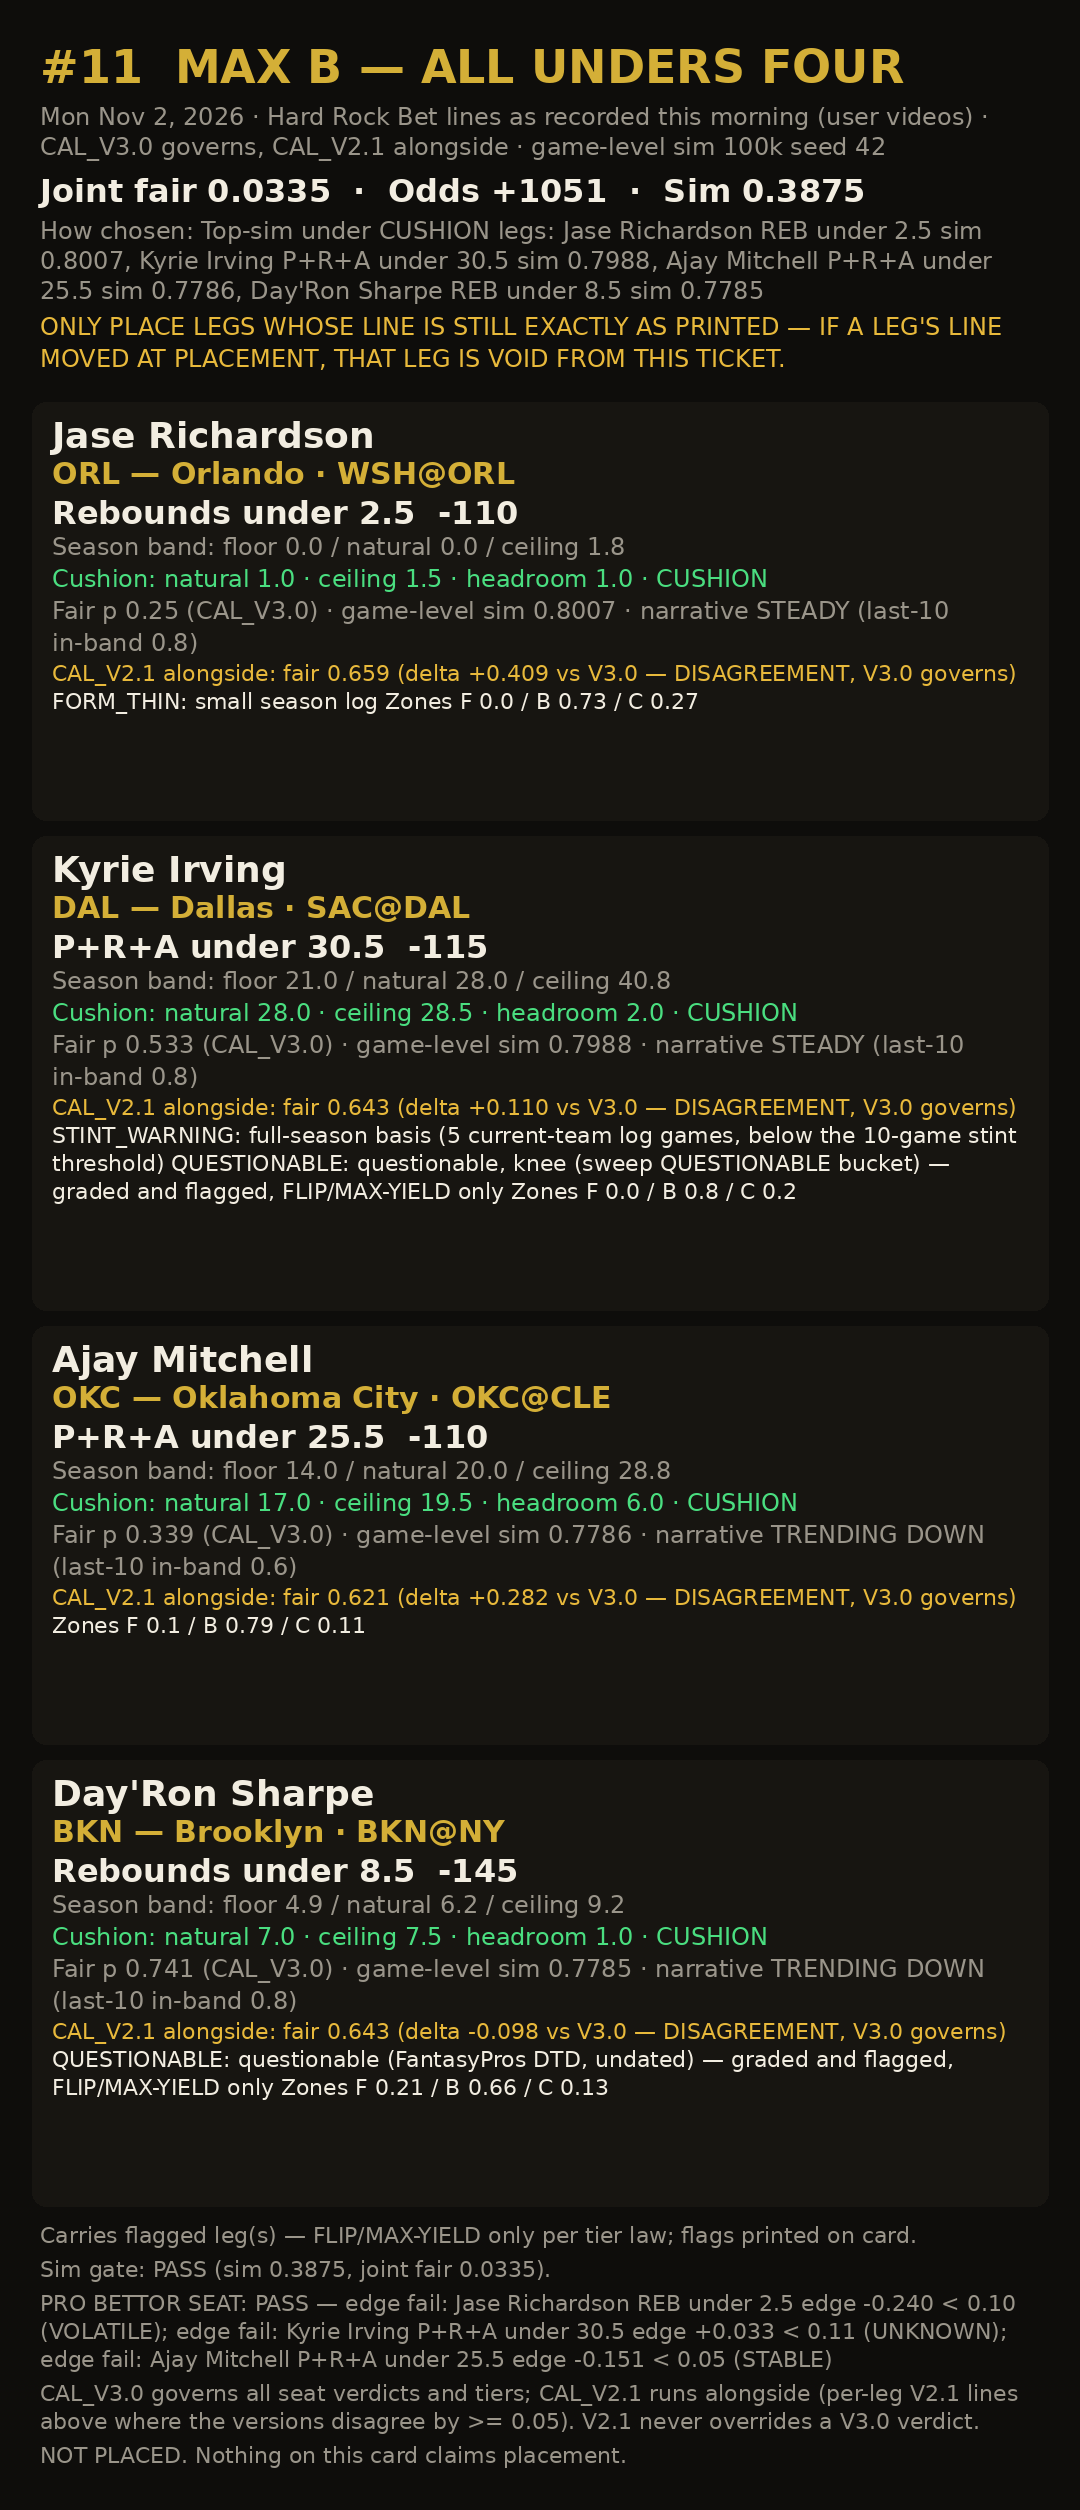 #11  MAX B — ALL UNDERS FOUR
Mon Nov 2, 2026 · Hard Rock Bet lines as recorded this morning (user videos) ·
CAL_V3.0 governs, CAL_V2.1 alongside · game-level sim 100k seed 42
Joint fair 0.0335  ·  Odds +1051  ·  Sim 0.3875
How chosen: Top-sim under CUSHION legs: Jase Richardson REB under 2.5 sim
0.8007, Kyrie Irving P+R+A under 30.5 sim 0.7988, Ajay Mitchell P+R+A under
25.5 sim 0.7786, Day'Ron Sharpe REB under 8.5 sim 0.7785
ONLY PLACE LEGS WHOSE LINE IS STILL EXACTLY AS PRINTED — IF A LEG'S LINE
MOVED AT PLACEMENT, THAT LEG IS VOID FROM THIS TICKET.
Jase Richardson
ORL — Orlando · WSH@ORL
Rebounds under 2.5  -110
Season band: floor 0.0 / natural 0.0 / ceiling 1.8
Cushion: natural 1.0 · ceiling 1.5 · headroom 1.0 · CUSHION
Fair p 0.25 (CAL_V3.0) · game-level sim 0.8007 · narrative STEADY (last-10
in-band 0.8)
CAL_V2.1 alongside: fair 0.659 (delta +0.409 vs V3.0 — DISAGREEMENT, V3.0 governs)
FORM_THIN: small season log Zones F 0.0 / B 0.73 / C 0.27
Kyrie Irving
DAL — Dallas · SAC@DAL
P+R+A under 30.5  -115
Season band: floor 21.0 / natural 28.0 / ceiling 40.8
Cushion: natural 28.0 · ceiling 28.5 · headroom 2.0 · CUSHION
Fair p 0.533 (CAL_V3.0) · game-level sim 0.7988 · narrative STEADY (last-10
in-band 0.8)
CAL_V2.1 alongside: fair 0.643 (delta +0.110 vs V3.0 — DISAGREEMENT, V3.0 governs)
STINT_WARNING: full-season basis (5 current-team log games, below the 10-game stint
threshold) QUESTIONABLE: questionable, knee (sweep QUESTIONABLE bucket) —
graded and flagged, FLIP/MAX-YIELD only Zones F 0.0 / B 0.8 / C 0.2
Ajay Mitchell
OKC — Oklahoma City · OKC@CLE
P+R+A under 25.5  -110
Season band: floor 14.0 / natural 20.0 / ceiling 28.8
Cushion: natural 17.0 · ceiling 19.5 · headroom 6.0 · CUSHION
Fair p 0.339 (CAL_V3.0) · game-level sim 0.7786 · narrative TRENDING DOWN
(last-10 in-band 0.6)
CAL_V2.1 alongside: fair 0.621 (delta +0.282 vs V3.0 — DISAGREEMENT, V3.0 governs)
Zones F 0.1 / B 0.79 / C 0.11
Day'Ron Sharpe
BKN — Brooklyn · BKN@NY
Rebounds under 8.5  -145
Season band: floor 4.9 / natural 6.2 / ceiling 9.2
Cushion: natural 7.0 · ceiling 7.5 · headroom 1.0 · CUSHION
Fair p 0.741 (CAL_V3.0) · game-level sim 0.7785 · narrative TRENDING DOWN
(last-10 in-band 0.8)
CAL_V2.1 alongside: fair 0.643 (delta -0.098 vs V3.0 — DISAGREEMENT, V3.0 governs)
QUESTIONABLE: questionable (FantasyPros DTD, undated) — graded and flagged,
FLIP/MAX-YIELD only Zones F 0.21 / B 0.66 / C 0.13
Carries flagged leg(s) — FLIP/MAX-YIELD only per tier law; flags printed on card.
Sim gate: PASS (sim 0.3875, joint fair 0.0335).
PRO BETTOR SEAT: PASS — edge fail: Jase Richardson REB under 2.5 edge -0.240 < 0.10
(VOLATILE); edge fail: Kyrie Irving P+R+A under 30.5 edge +0.033 < 0.11 (UNKNOWN);
edge fail: Ajay Mitchell P+R+A under 25.5 edge -0.151 < 0.05 (STABLE)
CAL_V3.0 governs all seat verdicts and tiers; CAL_V2.1 runs alongside (per-leg V2.1 lines
above where the versions disagree by >= 0.05). V2.1 never overrides a V3.0 verdict.
NOT PLACED. Nothing on this card claims placement.